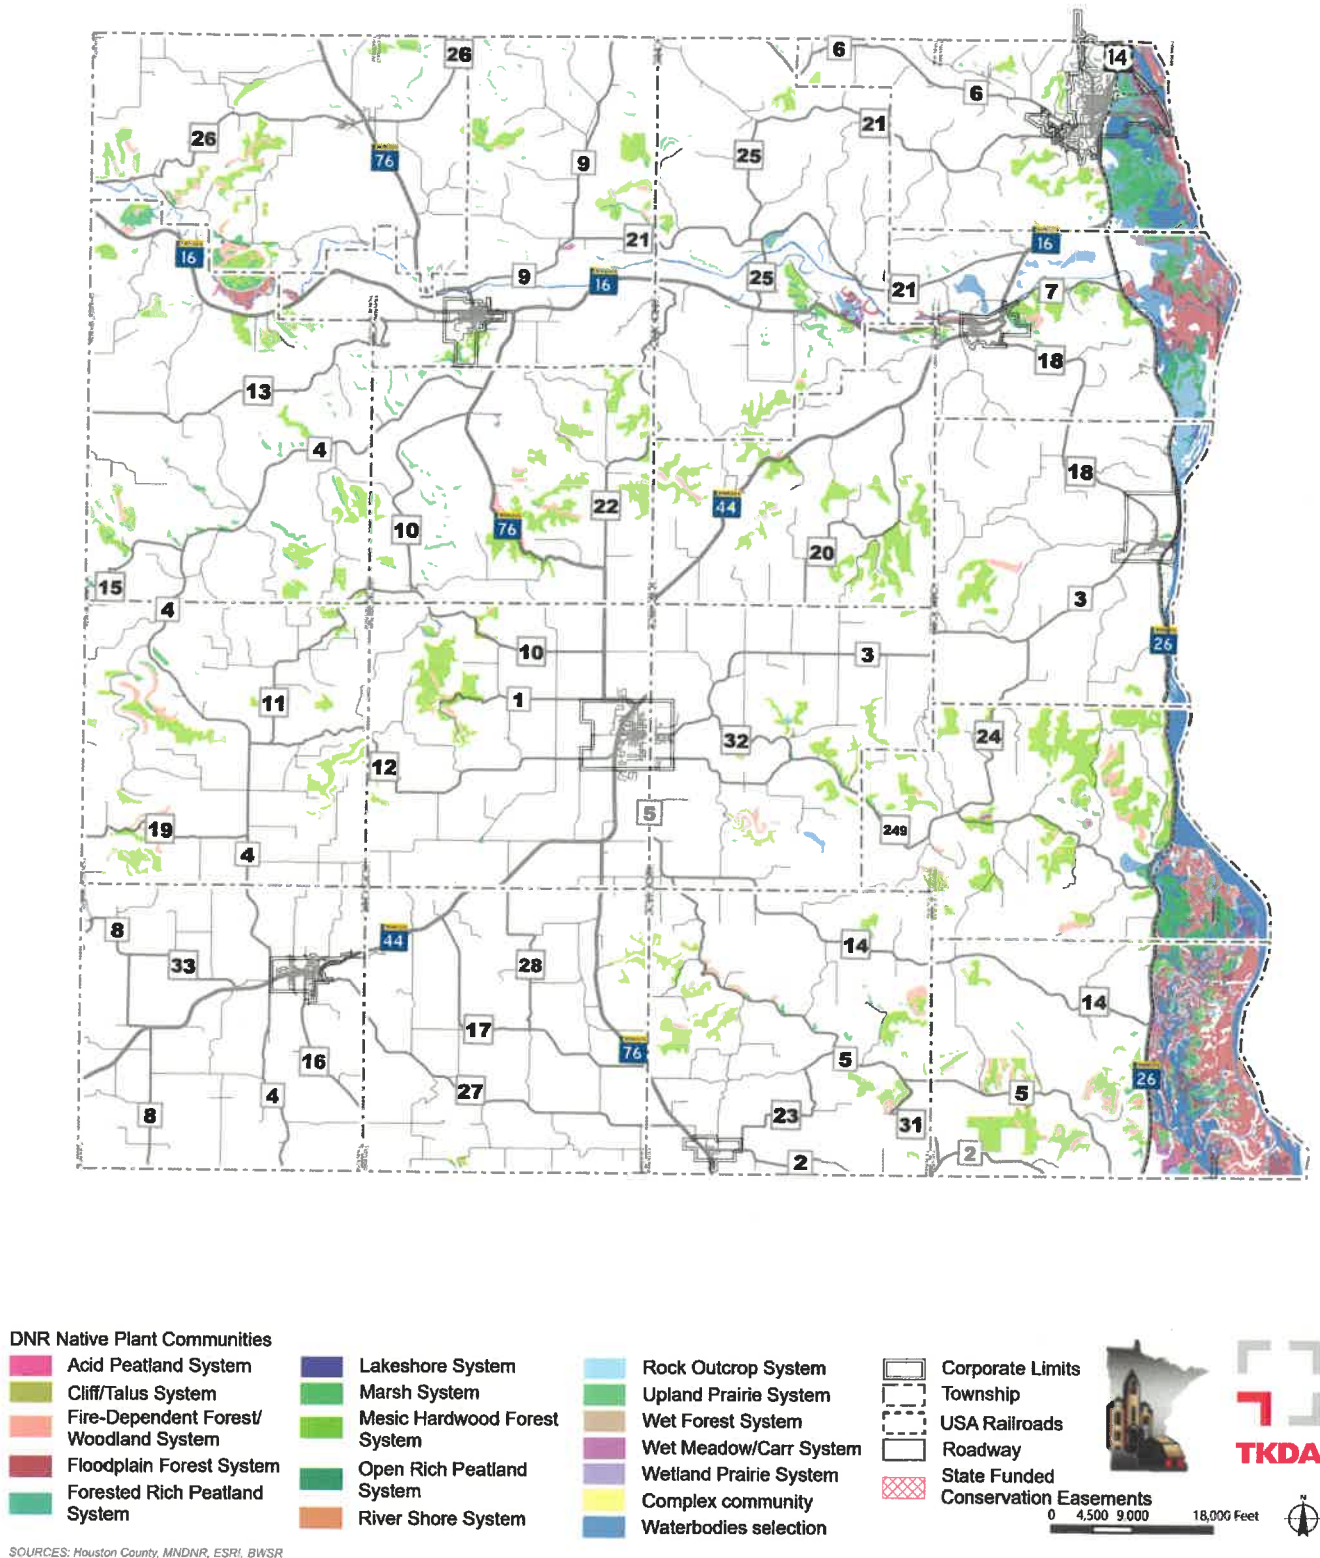 14
6
26
6
21
26
25
76
9
21
16
16
25
9
16
21
7
18
13
4
18
22
44
10
76
20
15
3
4
26
10
3
1
11
24
32
12
5
19
249
4
8
44
14
33
28
14
17
76
16
5
26
27
5
4
8
23
31
2
2
DNR Native Plant Communities
Acid Peatland System
Cliff/Talus System
Fire-Dependent Forest/
Woodland System
Floodplain Forest System
Forested Rich Peatland
System
Lakeshore System
Marsh System
Mesic Hardwood Forest
System
Open Rich Peatland
System
River Shore System
Rock Outcrop System
Upland Prairie System
Wet Forest System
Wet Meadow/Carr System
Wetland Prairie System
Complex community
Waterbodies selection
Corporate Limits
Township
USA Railroads
Roadway
State Funded
Conservation Easements
0 4,500 9,000 18,000 Feet
N
TKDA
SOURCES: Houston County, MNDNR, ESRI, BWSR